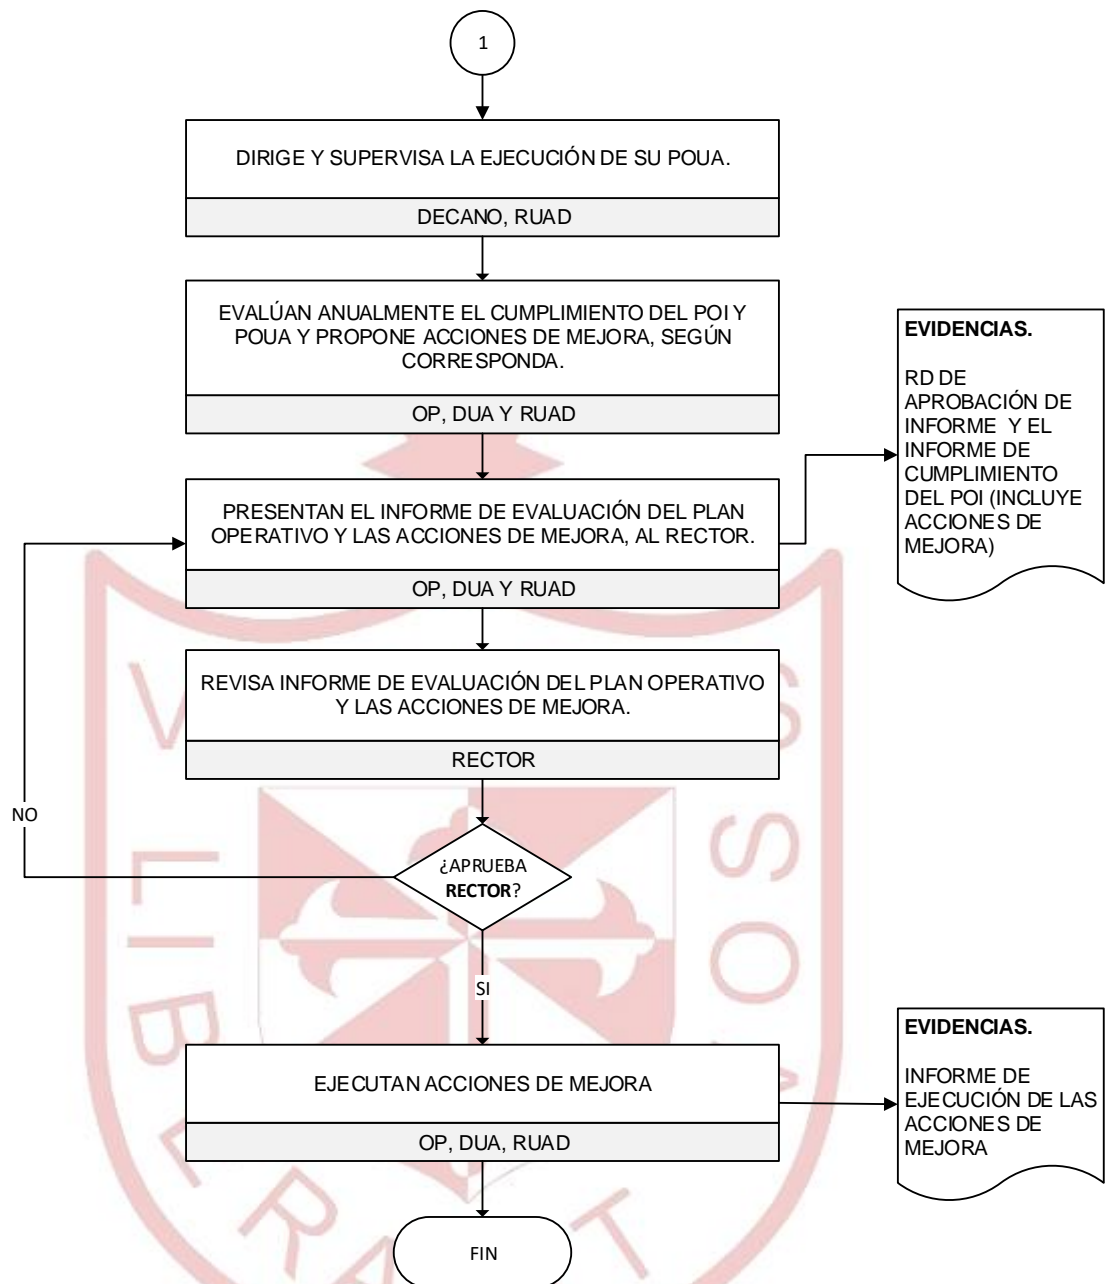 1
DIRIGE Y SUPERVISA LA EJECUCIÓN DE SU POUA.
DECANO, RUAD
EVALÚAN ANUALMENTE EL CUMPLIMIENTO DEL POI Y
POUA Y PROPONE ACCIONES DE MEJORA, SEGÚN
CORRESPONDA.
OP, DUA Y RUAD
EVIDENCIAS.
RD DE
APROBACIÓN DE
INFORME Y EL
INFORME DE
CUMPLIMIENTO
DEL POI (INCLUYE
ACCIONES DE
MEJORA)
PRESENTAN EL INFORME DE EVALUACIÓN DEL PLAN
OPERATIVO Y LAS ACCIONES DE MEJORA, AL RECTOR.
OP, DUA Y RUAD
REVISA INFORME DE EVALUACIÓN DEL PLAN OPERATIVO
Y LAS ACCIONES DE MEJORA.
RECTOR
NO
¿APRUEBA
RECTOR?
SI
EJECUTAN ACCIONES DE MEJORA
OP, DUA, RUAD
EVIDENCIAS.
INFORME DE
EJECUCIÓN DE LAS
ACCIONES DE
MEJORA
FIN